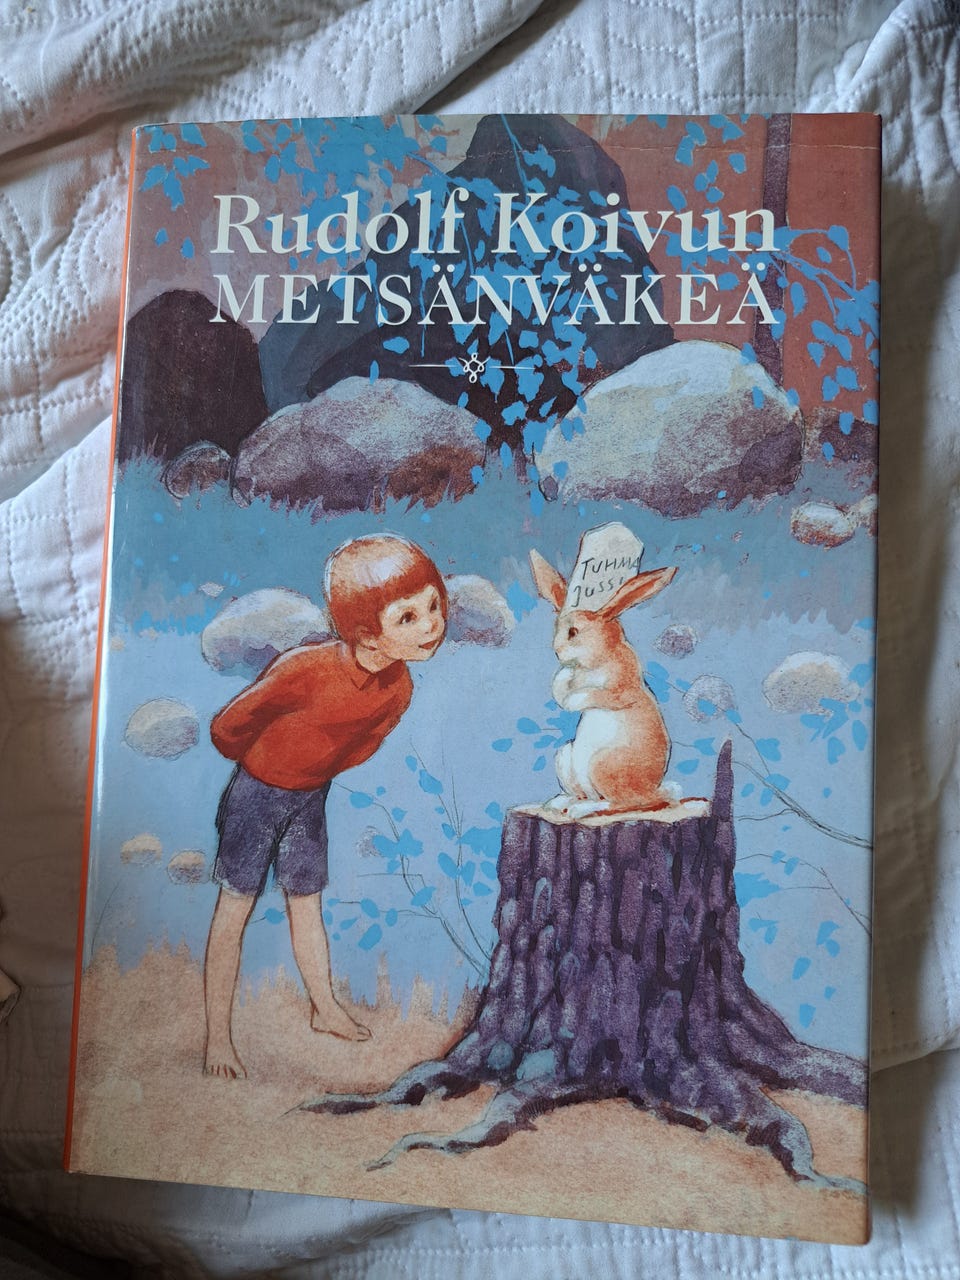 Rudolf Koivun
METSÄNVÄKEÄ
TUHMA
JUSSI